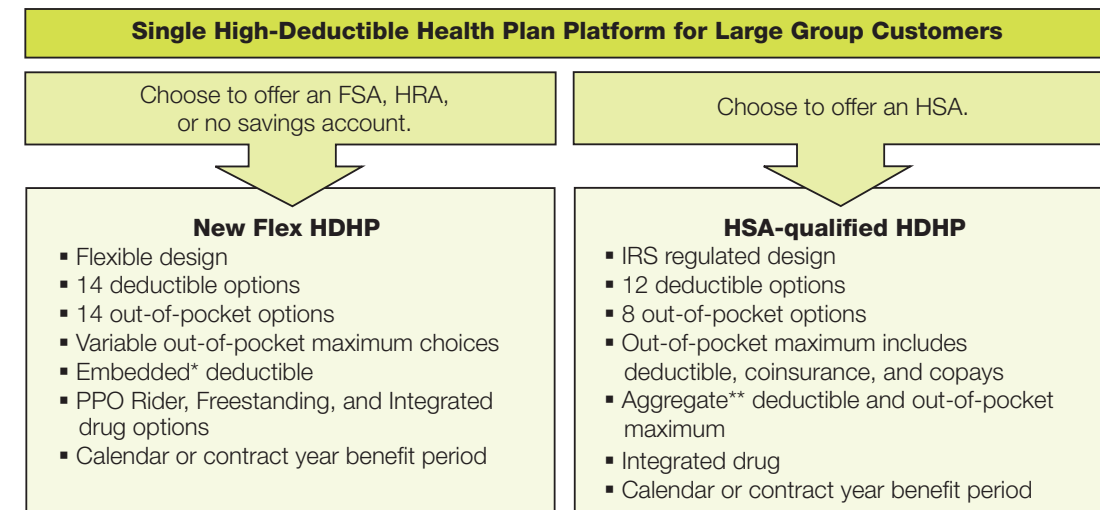 Single High-Deductible Health Plan Platform for Large Group Customers
Choose to offer an FSA, HRA,
or no savings account.
Choose to offer an HSA.
New Flex HDHP
▪ Flexible design
▪ 14 deductible options
▪ 14 out-of-pocket options
▪ Variable out-of-pocket maximum choices
▪ Embedded* deductible
▪ PPO Rider, Freestanding, and Integrated
drug options
▪ Calendar or contract year benefit period
HSA-qualified HDHP
▪ IRS regulated design
▪ 12 deductible options
▪ 8 out-of-pocket options
▪ Out-of-pocket maximum includes
deductible, coinsurance, and copays
▪ Aggregate** deductible and out-of-pocket
maximum
▪ Integrated drug
▪ Calendar or contract year benefit period